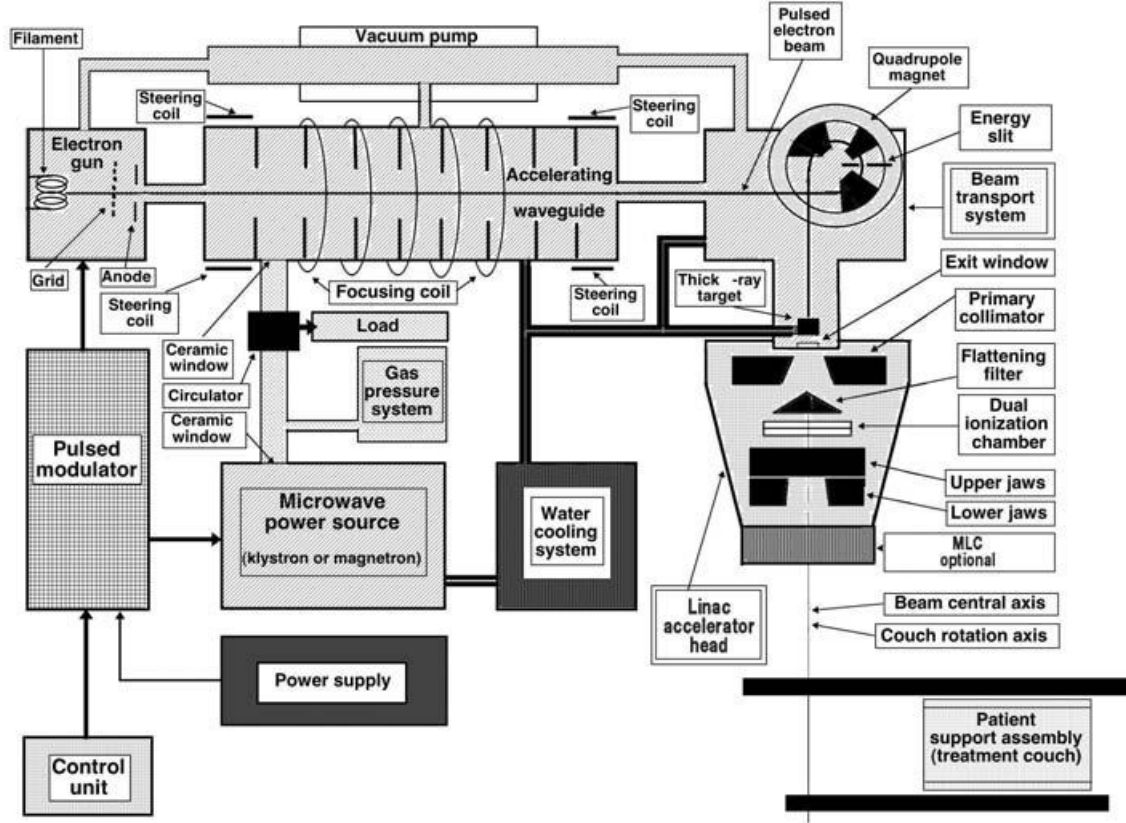 Filament
Vacuum pump
Pulsed
electron
beam
Quadrupole
magnet
Steering
coil
Steering
coil
Energy
slit
Electron
gun
Accelerating
waveguide
Beam
transport
system
Grid
Anode
Steering
coil
Focusing coil
Steering
coil
Thick -ray
target
Exit window
Primary
collimator
Ceramic
window
Load
Circulator
Gas
pressure
system
Flattening
filter
Ceramic
window
Dual
ionization
chamber
Pulsed
modulator
Microwave
power source
(klystron or magnetron)
Water
cooling
system
Upper jaws
Lower jaws
MLC
optional
Linac
accelerator
head
Beam central axis
Couch rotation axis
Power supply
Control
unit
Patient
support assembly
(treatment couch)